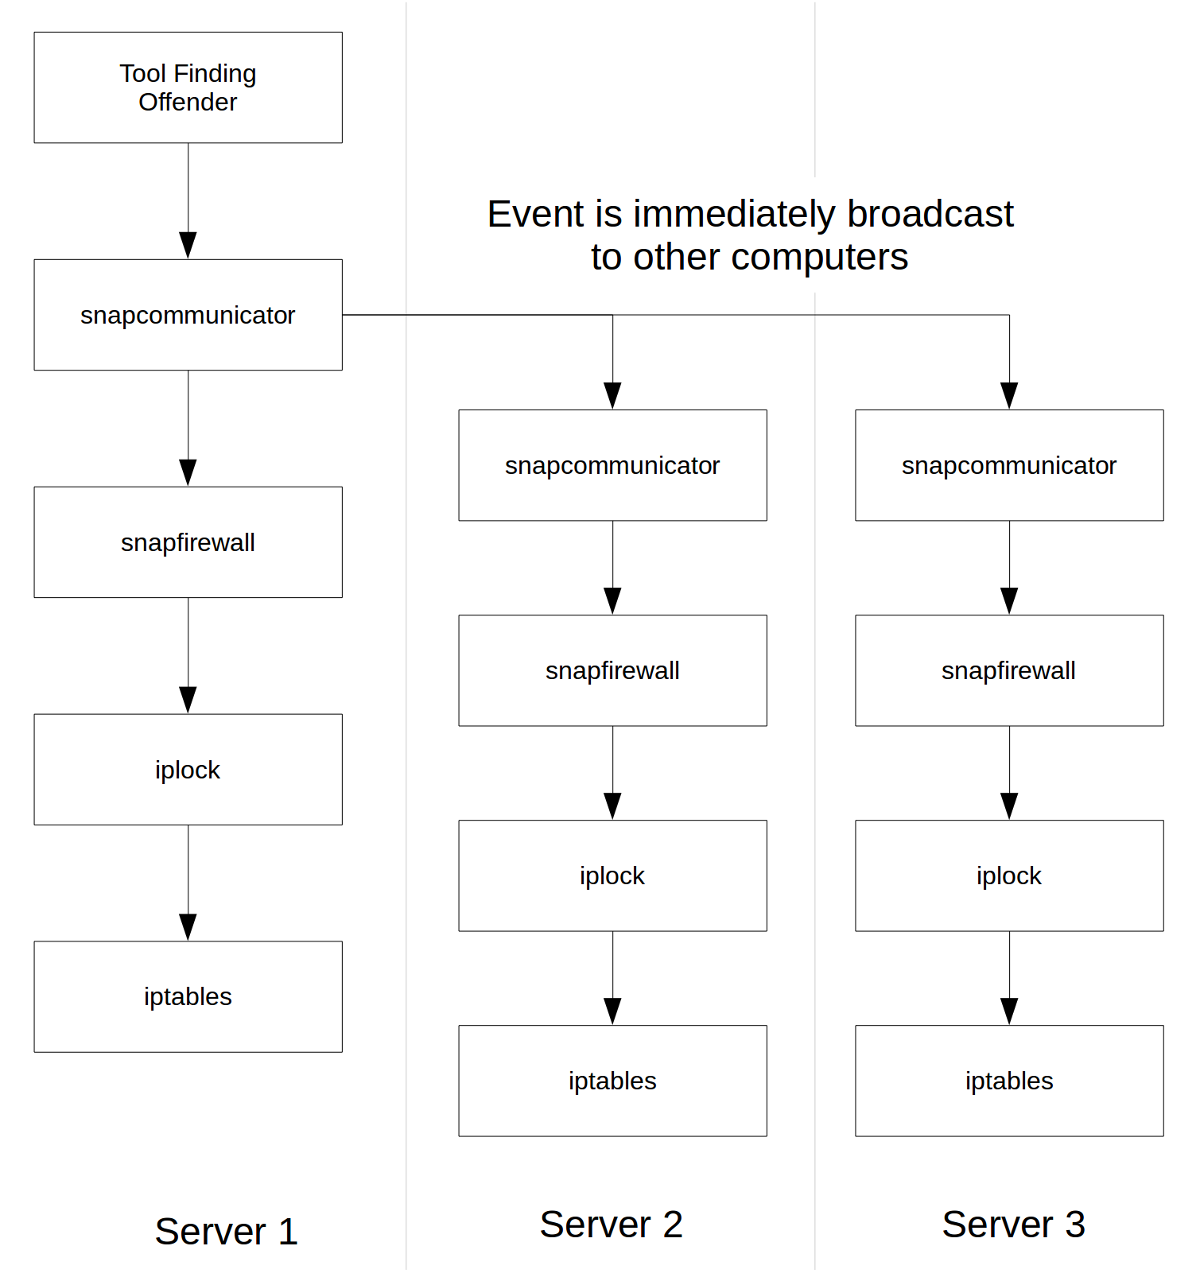 Tool Finding
Offender
Event is immediately broadcast
to other computers
snapcommunicator
snapcommunicator
snapcommunicator
snapfirewall
snapfirewall
snapfirewall
iplock
iplock
iplock
iptables
iptables
iptables
Server 1
Server 2
Server 3